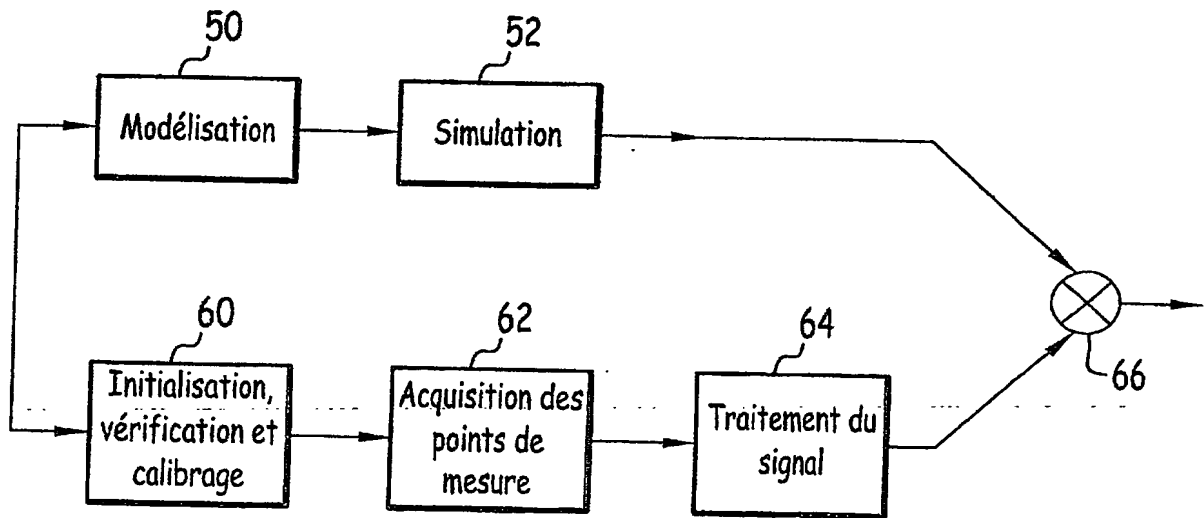 50
52
Modélisation
Simulation
60
62
64
Initialisation,
vérification et
calibrage
Acquisition des
points de
mesure
Traitement du
signal
66